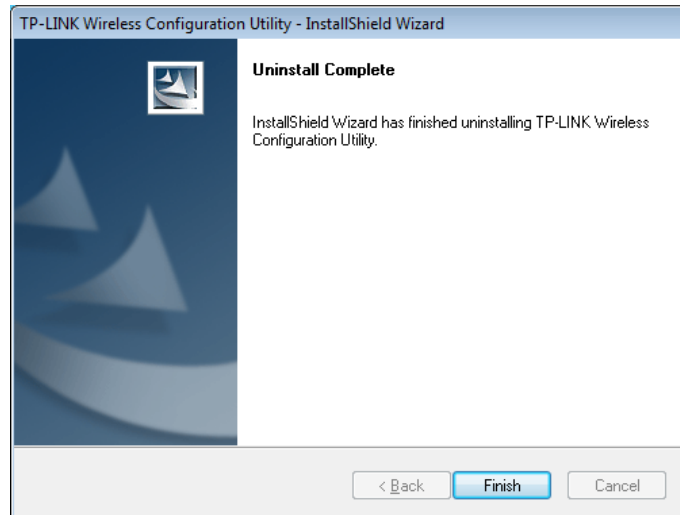 TP-LINK Wireless Configuration Utility - InstallShield Wizard
Uninstall Complete
InstallShield Wizard has finished uninstalling TP-LINK Wireless
Configuration Utility.
< Back
Finish
Cancel